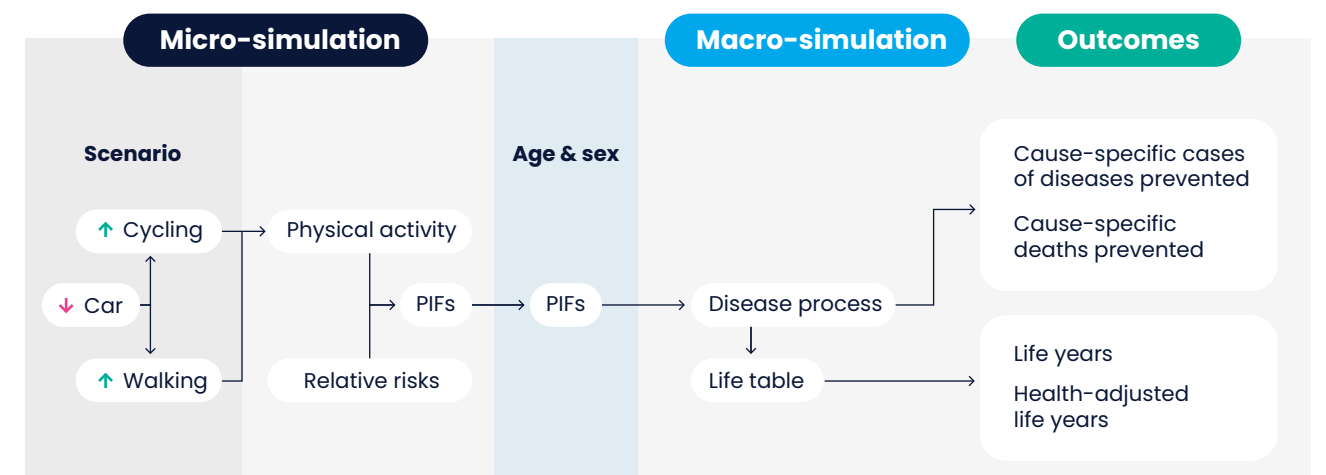 Micro-simulation
Macro-simulation
Outcomes
Scenario
Age & sex
↑ Cycling
↓ Car
↑ Walking
Physical activity
PIFs
Relative risks
PIFs
Disease process
Life table
Cause-specific cases
of diseases prevented
Cause-specific
deaths prevented
Life years
Health-adjusted
life years